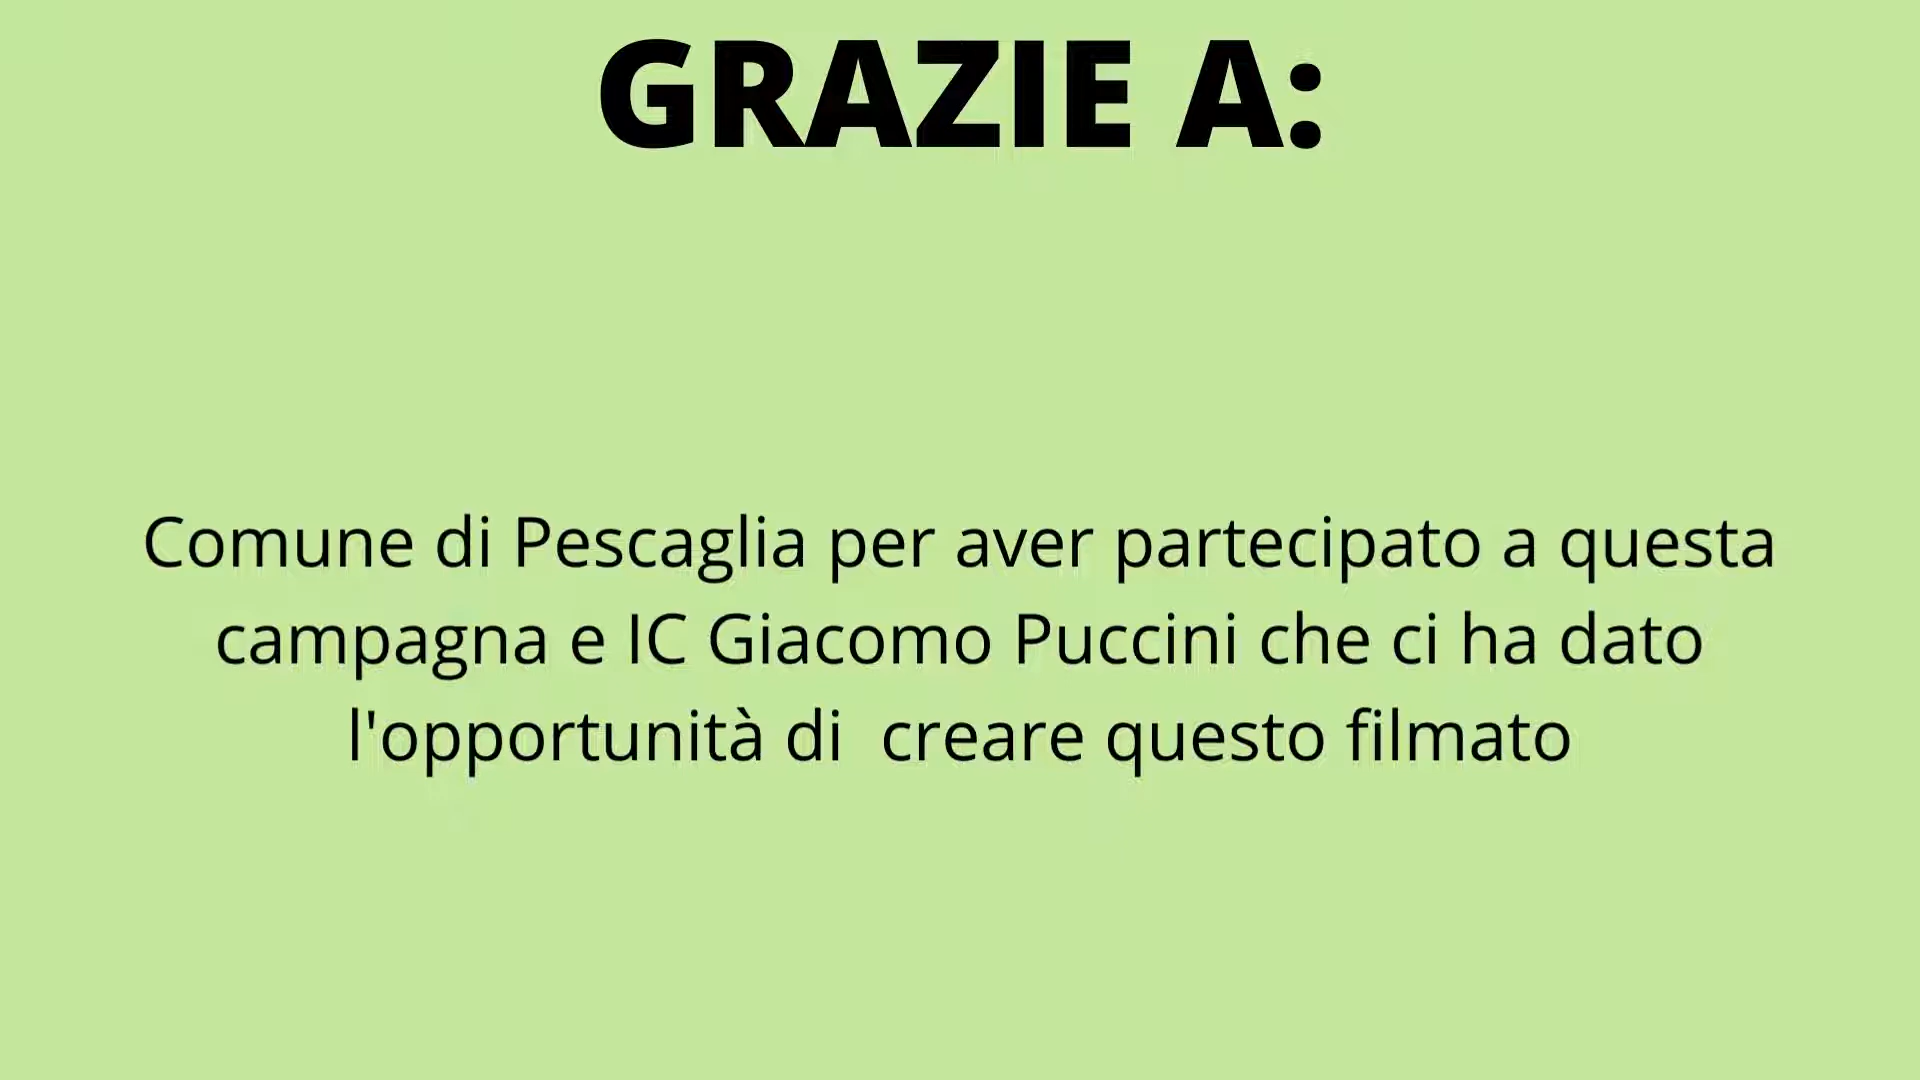 GRAZIE A:
Comune di Pescaglia per aver partecipato a questa
campagna e IC Giacomo Puccini che ci ha dato
l'opportunità di  creare questo filmato